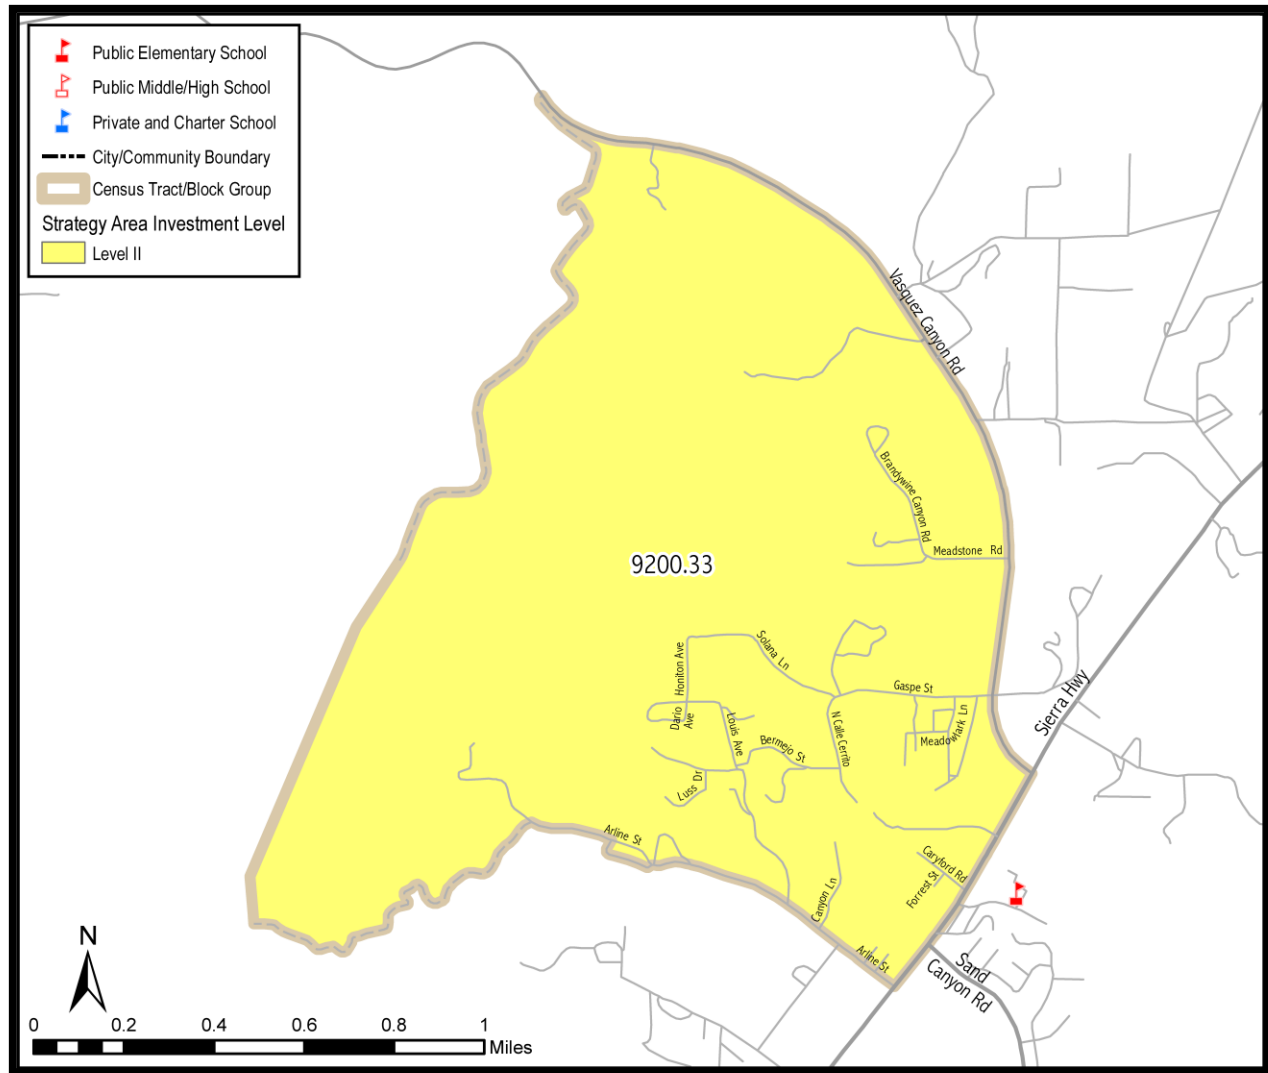 Public Elementary School
Public Middle/High School
Private and Charter School
City/Community Boundary
Census Tract/Block Group
Strategy Area Investment Level
Level II
Vasquez Canyon Rd
Brandywine Canyon Rd
Meadstone Rd
9200.33
Solana Ln
Honiton Ave
Gaspe St
Sierra Hwy
Dario
Ave
Louis Ave
N Calle Cerrito
Meadowlark Ln
Bermejo St
Luss Dr
Arline St
Caryford Rd
Forrest St
Canyon Ln
Arline St
Sand
Canyon Rd
N
0 0.2 0.4 0.6 0.8 1
Miles